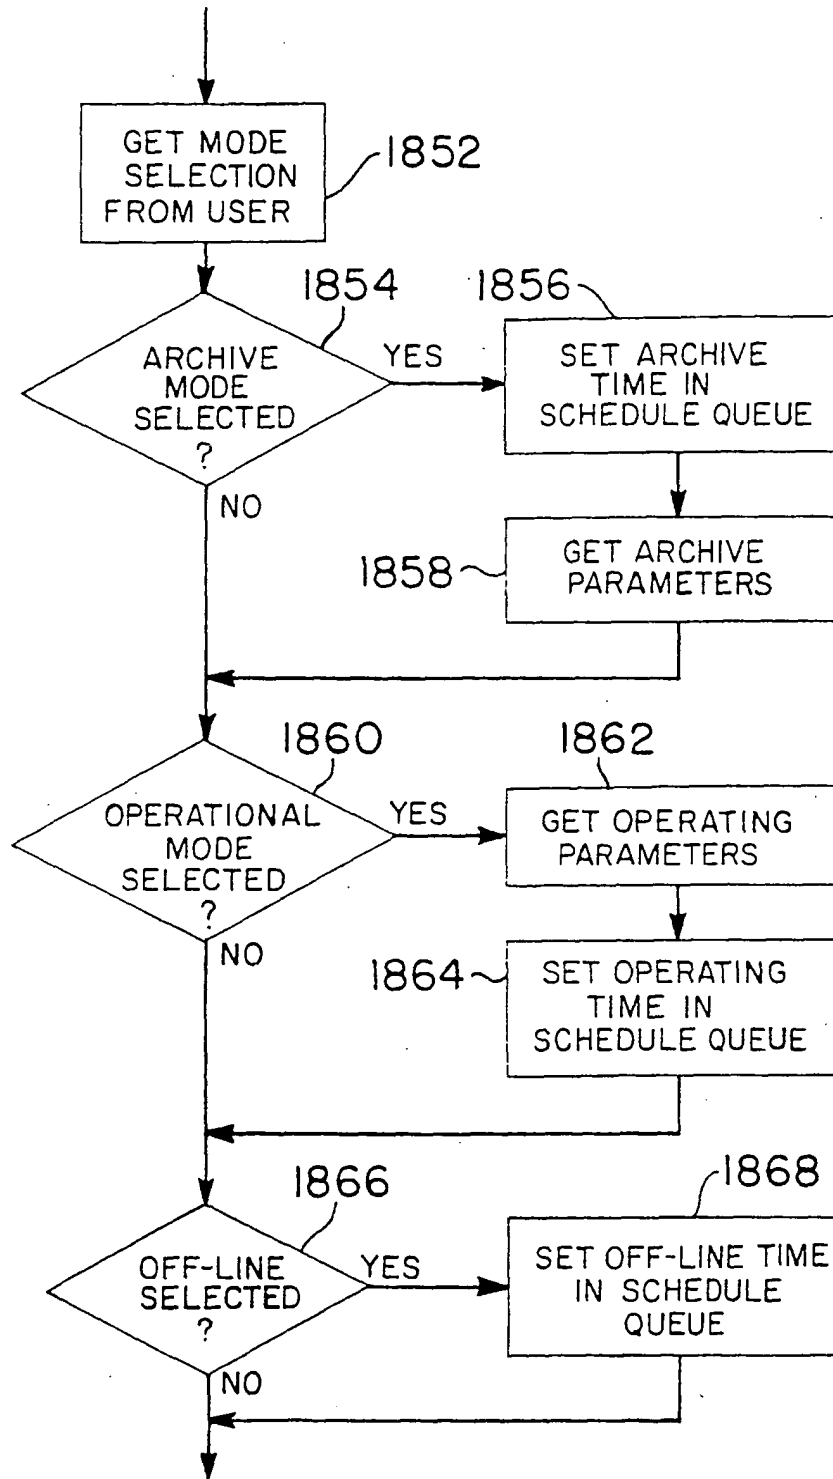 GET MODE
SELECTION
FROM USER
1852
1854
ARCHIVE
MODE
SELECTED
?
YES
NO
1856
SET ARCHIVE
TIME IN
SCHEDULE QUEUE
1858
GET ARCHIVE
PARAMETERS
1860
OPERATIONAL
MODE
SELECTED
?
YES
NO
1862
GET OPERATING
PARAMETERS
1864
SET OPERATING
TIME IN
SCHEDULE QUEUE
1866
OFF-LINE
SELECTED
?
YES
NO
1868
SET OFF-LINE TIME
IN SCHEDULE
QUEUE